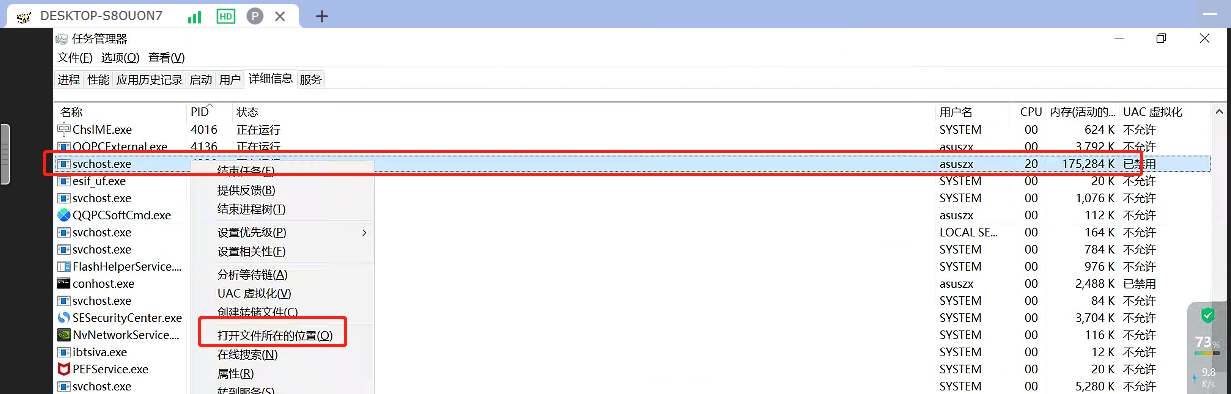 DESKTOP-S8OUON7 HD P
任务管理器
文件(F) 选项(O) 查看(V)
进程 性能 应用历史记录 启动 用户 详细信息 服务
名称 PID 状态 用户名 CPU 内存(活动的... UAC 虚拟化
ChsIME.exe 4016 正在运行 SYSTEM 00 624 K 不允许
QQPCExternal.exe 4136 正在运行 asuszx 00 3,792 K 不允许
svchost.exe asuszx 20 175,284 K 已禁用
结束任务(E)
esif_uf.exe SYSTEM 00 20 K 不允许
提供反馈(B)
svchost.exe SYSTEM 00 1,076 K 不允许
结束进程树(T)
QQPCSoftCmd.exe asuszx 00 112 K 不允许
svchost.exe 设置优先级(P) LOCAL SE... 00 164 K 不允许
svchost.exe 设置相关性(F) SYSTEM 00 784 K 不允许
FlashHelperService.... SYSTEM 00 976 K 不允许
分析等待链(A)
conhost.exe asuszx 00 2,488 K 已禁用
UAC 虚拟化(V)
svchost.exe SYSTEM 00 84 K 不允许
创建转储文件(C)
SESecurityCenter.exe SYSTEM 00 3,704 K 不允许
NvNetworkService.... 打开文件所在的位置(O) SYSTEM 00 116 K 不允许
ibtsiva.exe 在线搜索(N) SYSTEM 00 12 K 不允许
PEFService.exe 属性(R) SYSTEM 00 20 K 不允许
svchost.exe 转到服务(S) SYSTEM 00 5,280 K 不允许
73%
9.8
K/s